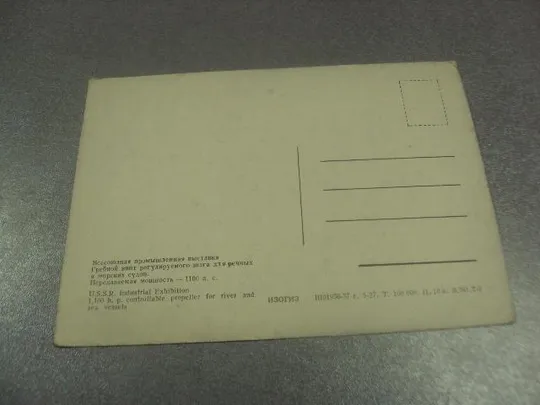 Всесоюзная промышленная выставка
Гребной винт регулируемого шага для речных
и морских судов.
Передаваемая мощность — 1100 л. с.
U.S.S.R. Industrial Exhibition
1,100 h. p. controllable propeller for river and
sea vessels
ИЗОГИЗ